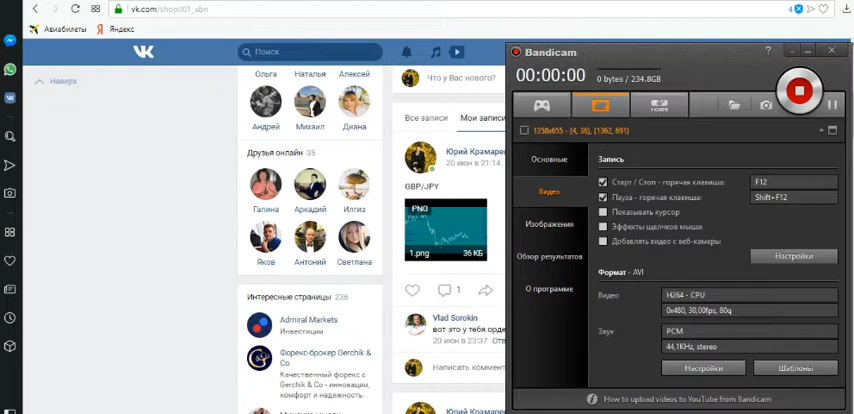 vk.com/shop001_abn
4
Авиабилеты
Яндекс
Поиск
Наверх
Ольга Наталья Алексей
Андрей Михаил Диана
Друзья онлайн 35
Галина Аркадий Илгиз
Яков Антоний Светлана
Интересные страницы 236
Admiral Markets
Инвестиции
Форекс-брокер Gerchik &
Co
Качественный форекс с
Gerchik & Co - инновации,
комфорт и надежность.
Что у Вас нового?
Все записи Мои записи
Юрий Крамарев
20 июн в 21:14
GBP/JPY
PNG
1.png 36 КБ
1
Vlad Sorokin
вот это у тебя орде
20 июн в 23:37
Написать коммент
Юрий Крамарев
Bandicam
00:00:00
0 bytes / 234.8GB
1358x655 - (4, 36), (1362, 691)
Основные
Видео
Изображения
Обзор результатов
О программе
Запись
Старт / Стоп - горячая клавиша: F12
Пауза - горячая клавиша: Shift+F12
Показывать курсор
Эффекты щелчков мыши
Добавлять видео с веб-камеры
Настройки
Формат - AVI
Видео H264 - CPU
0x480, 30,00fps, 80q
Звук PCM
44,1KHz, stereo
Настройки Шаблоны
How to upload videos to YouTube from Bandicam